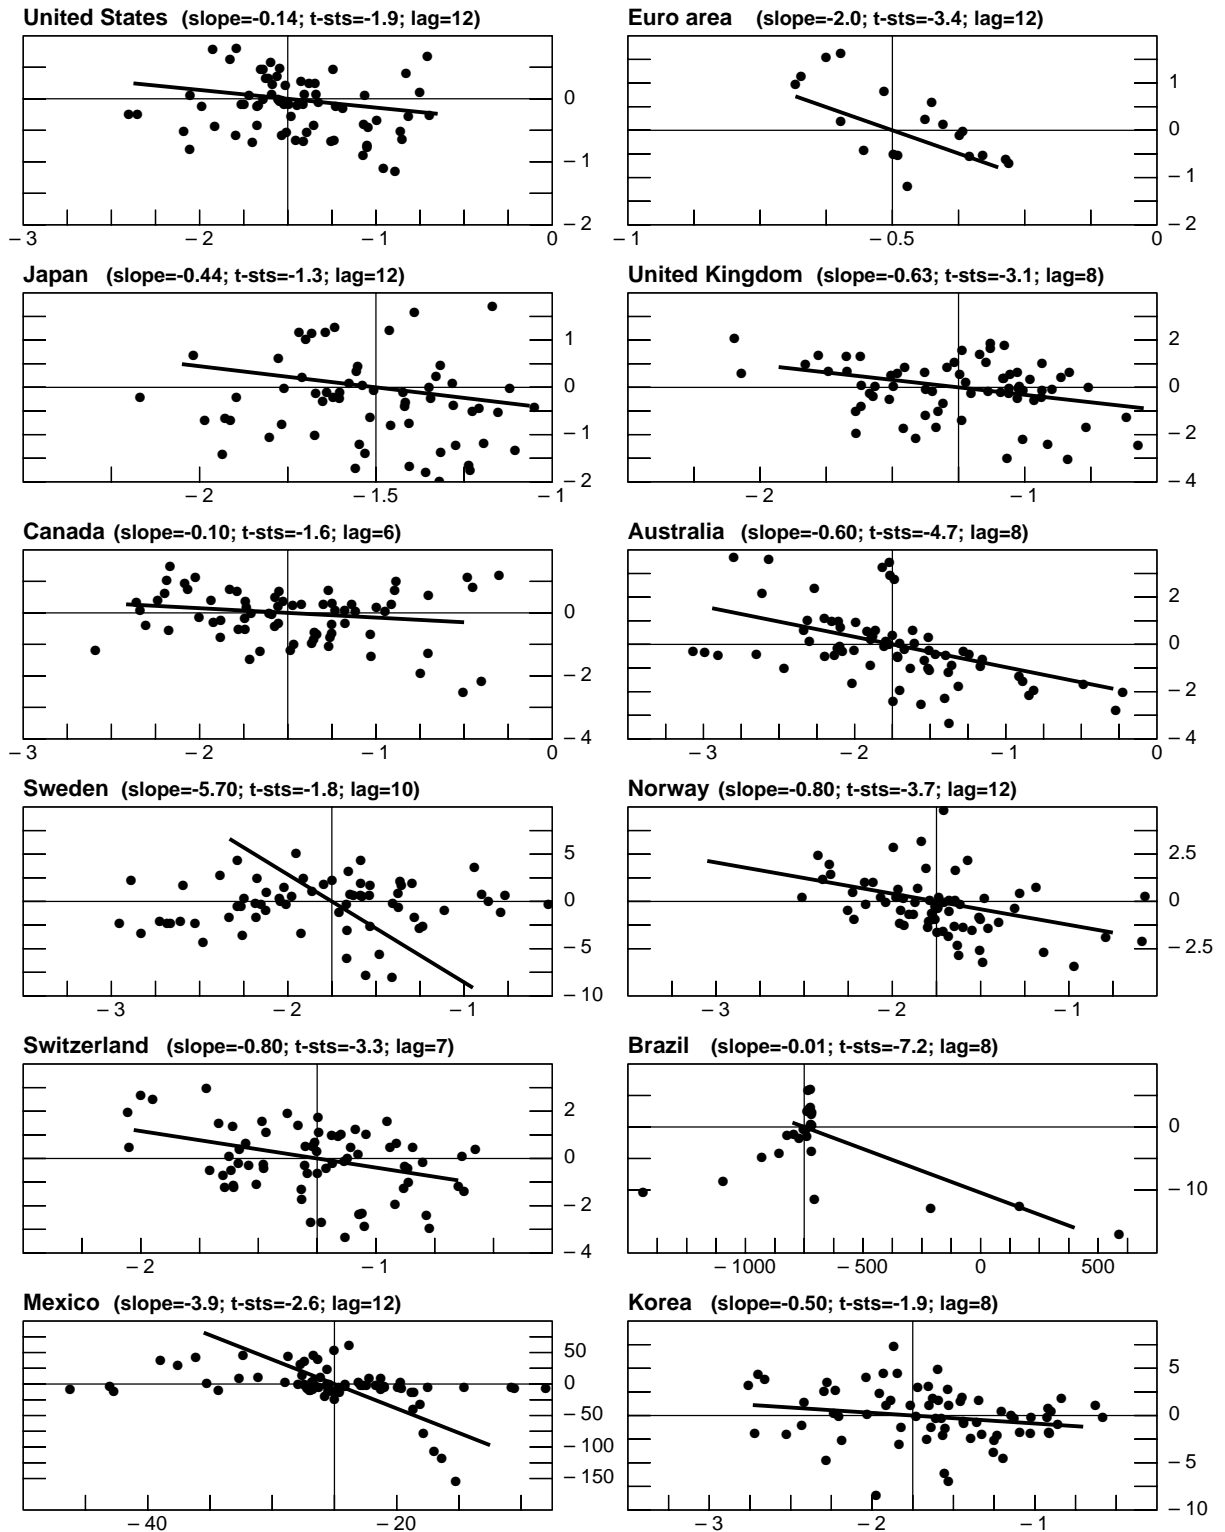 United States (slope=-0.14; t-sts=-1.9; lag=12)
0
−1
−2
−3 −2 −1 0
Euro area (slope=-2.0; t-sts=-3.4; lag=12)
1
0
−1
−2
−1 −0.5 0
Japan (slope=-0.44; t-sts=-1.3; lag=12)
1
0
−1
−2
−2 −1.5 −1
United Kingdom (slope=-0.63; t-sts=-3.1; lag=8)
2
0
−2
−4
−2 −1
Canada (slope=-0.10; t-sts=-1.6; lag=6)
0
−2
−4
−3 −2 −1 0
Australia (slope=-0.60; t-sts=-4.7; lag=8)
2
0
−2
−4
−3 −2 −1 0
Sweden (slope=-5.70; t-sts=-1.8; lag=10)
5
0
−5
−10
−3 −2 −1
Norway (slope=-0.80; t-sts=-3.7; lag=12)
2.5
0
−2.5
−3 −2 −1
Switzerland (slope=-0.80; t-sts=-3.3; lag=7)
2
0
−2
−4
−2 −1
Brazil (slope=-0.01; t-sts=-7.2; lag=8)
0
−10
−1000 −500 0 500
Mexico (slope=-3.9; t-sts=-2.6; lag=12)
50
0
−50
−100
−150
−40 −20
Korea (slope=-0.50; t-sts=-1.9; lag=8)
5
0
−5
−10
−3 −2 −1